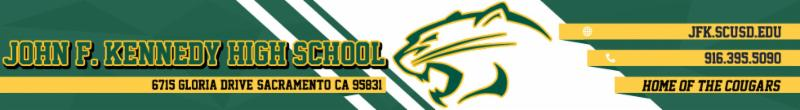 JOHN F. KENNEDY HIGH SCHOOL
6715 GLORIA DRIVE SACRAMENTO CA 95831
JFK.SCUSD.EDU
916.395.5090
HOME OF THE COUGARS